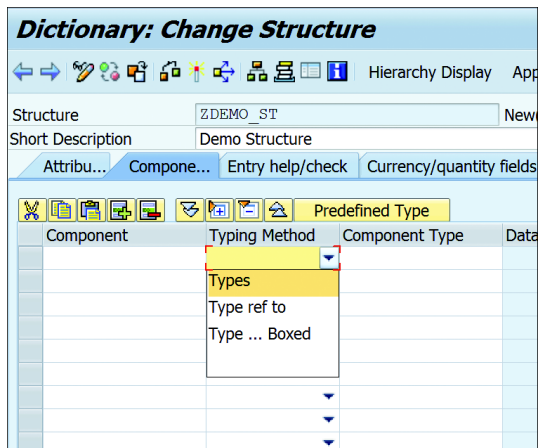 Dictionary: Change Structure
Hierarchy Display App
Structure ZDEMO_ST New(
Short Description Demo Structure
Attribu... Compone... Entry help/check Currency/quantity fields
Predefined Type
Component Typing Method Component Type Data
Types
Type ref to
Type ... Boxed